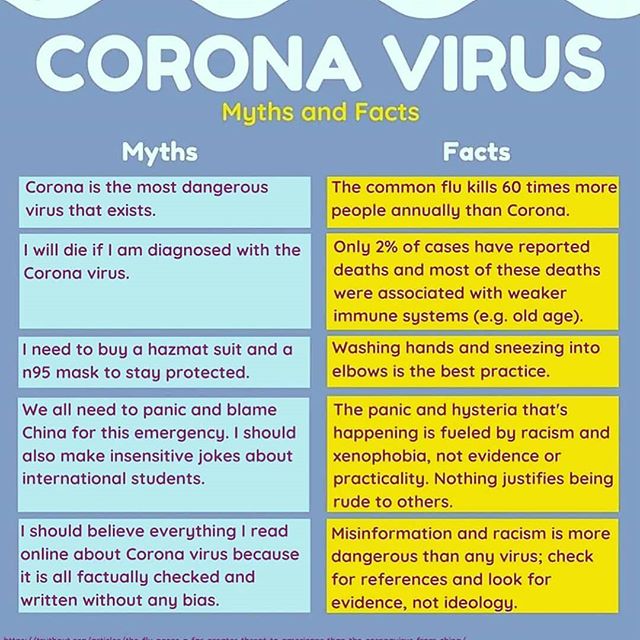 CORONA VIRUS
Myths and Facts
Myths
Facts
Corona is the most dangerous
virus that exists.
The common flu kills 60 times more
people annually than Corona.
I will die if I am diagnosed with the
Corona virus.
Only 2% of cases have reported
deaths and most of these deaths
were associated with weaker
immune systems (e.g. old age).
I need to buy a hazmat suit and a
n95 mask to stay protected.
Washing hands and sneezing into
elbows is the best practice.
We all need to panic and blame
China for this emergency. I should
also make insensitive jokes about
international students.
The panic and hysteria that's
happening is fueled by racism and
xenophobia, not evidence or
practicality. Nothing justifies being
rude to others.
I should believe everything I read
online about Corona virus because
it is all factually checked and
written without any bias.
Misinformation and racism is more
dangerous than any virus; check
for references and look for
evidence, not ideology.